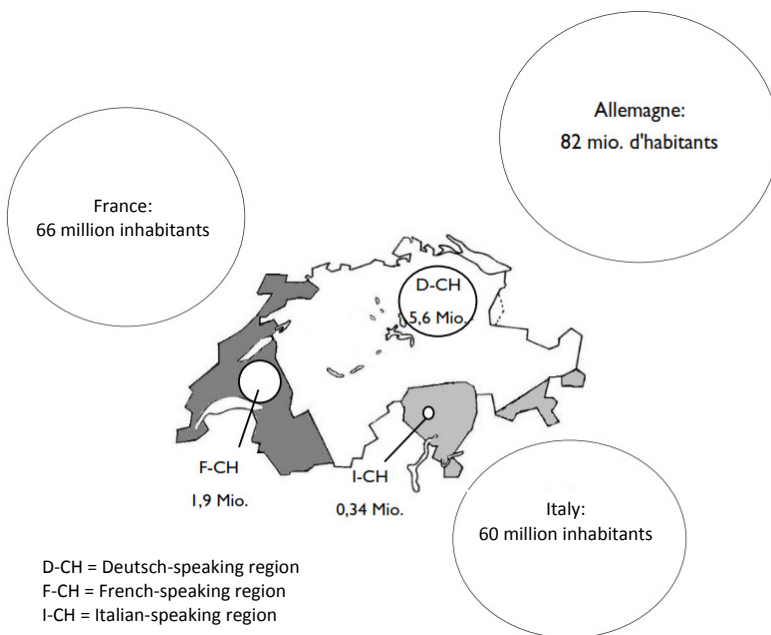 Allemagne:
82 mio. d'habitants
France:
66 million inhabitants
D-CH
5,6 Mio.
F-CH
1,9 Mio.
I-CH
0,34 Mio.
Italy:
60 million inhabitants
D-CH = Deutsch-speaking region
F-CH = French-speaking region
I-CH = Italian-speaking region